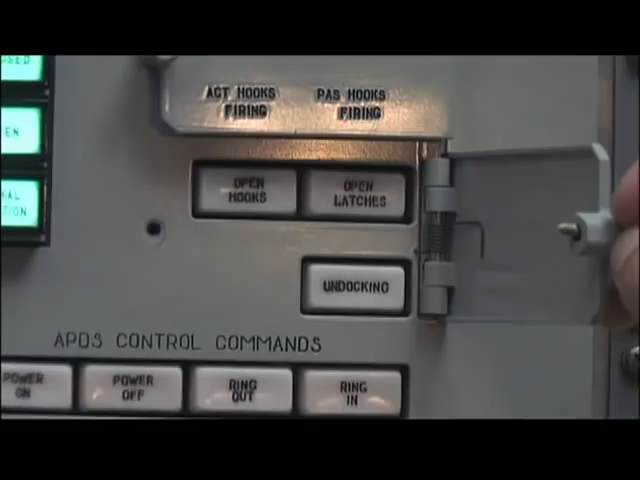 ACT HOOKS
FIRING
PAS HOOKS
FIRING
OPEN
HOOKS
OPEN
LATCHES
UNDOCKING
APDS CONTROL COMMANDS
POWER
ON
POWER
OFF
RING
OUT
RING
IN